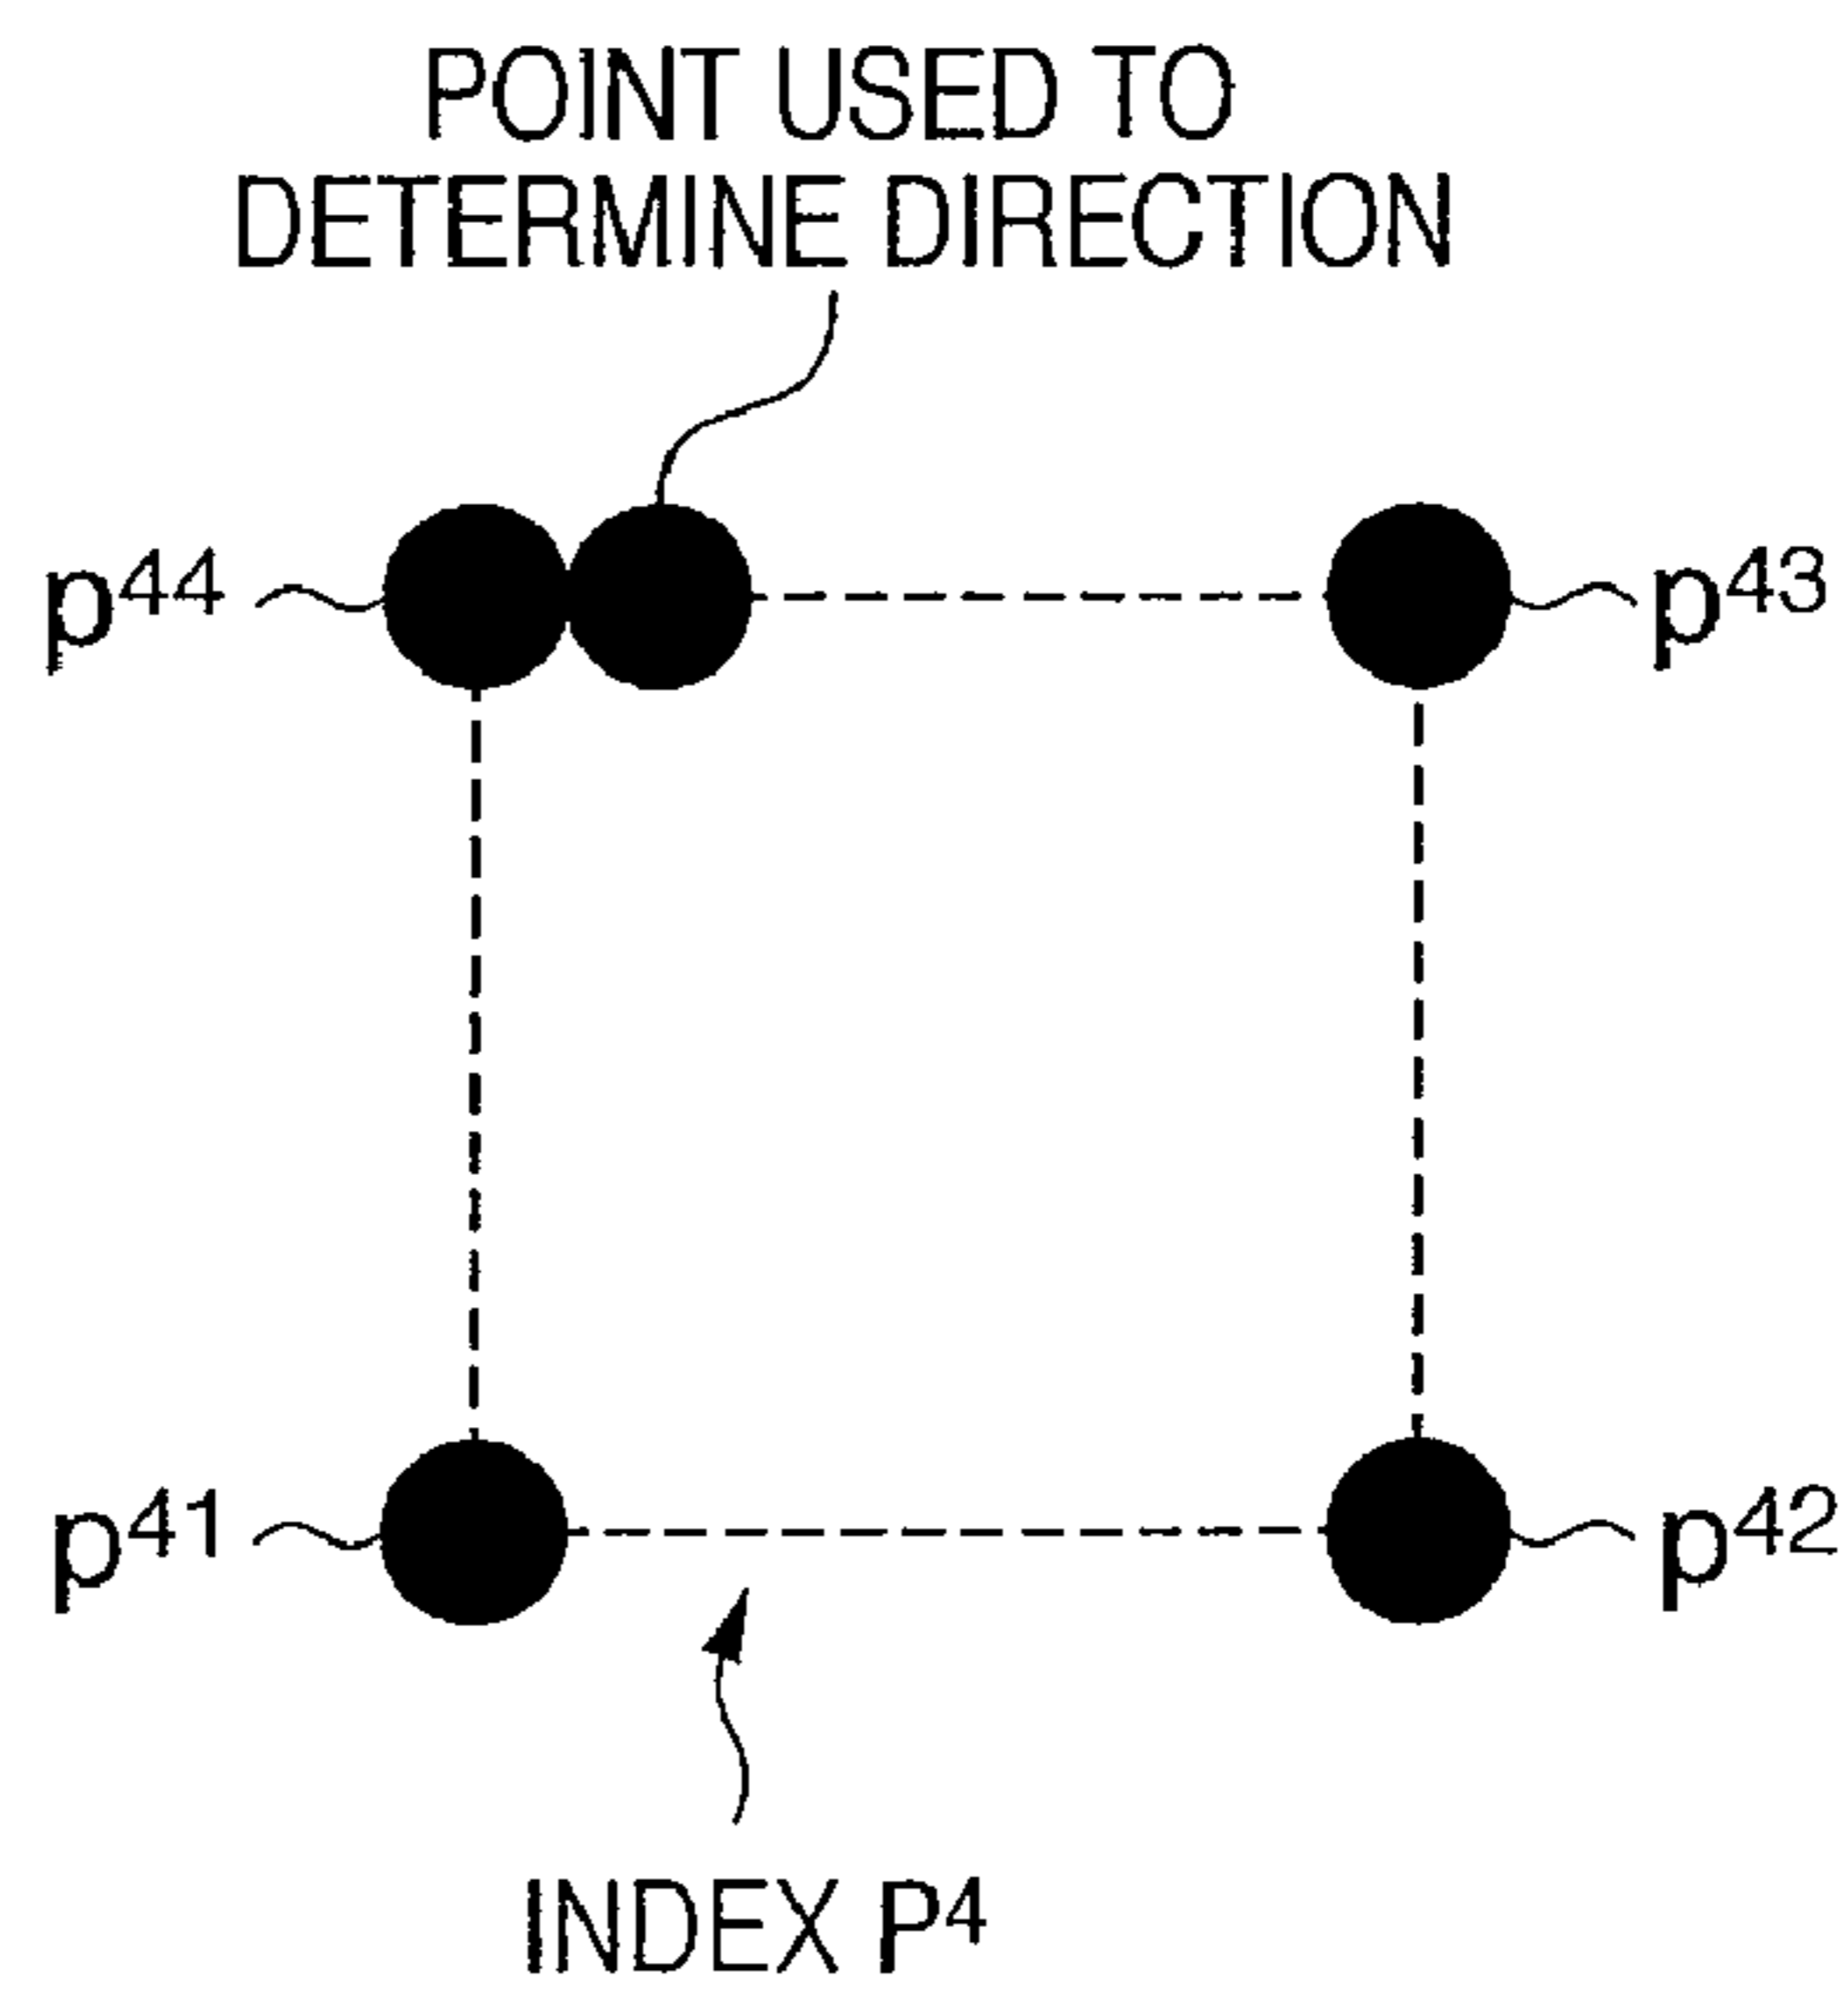 POINT USED TO
DETERMINE DIRECTION
p44
p43
p41
p42
INDEX P4